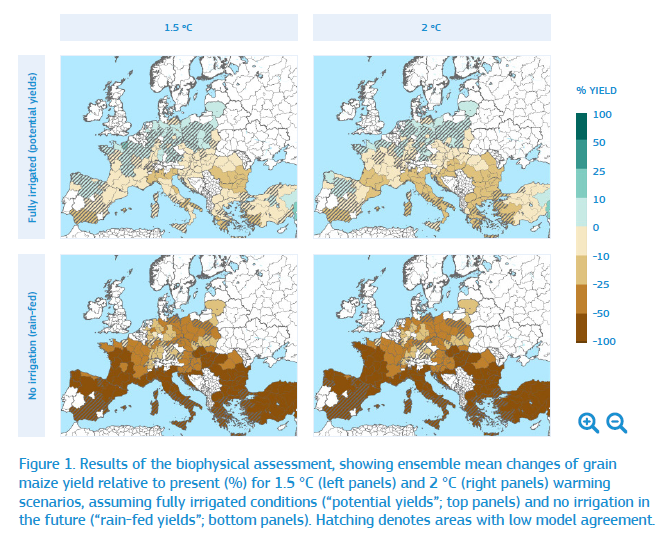 1.5 ºC
2 ºC
Fully irrigated (potential yields)
No irrigation (rain-fed)
% YIELD
100
50
25
10
0
-10
-25
-50
-100
Figure 1. Results of the biophysical assessment, showing ensemble mean changes of grain
maize yield relative to present (%) for 1.5 ºC (left panels) and 2 ºC (right panels) warming
scenarios, assuming fully irrigated conditions (“potential yields”; top panels) and no irrigation in
the future (“rain-fed yields”; bottom panels). Hatching denotes areas with low model agreement.